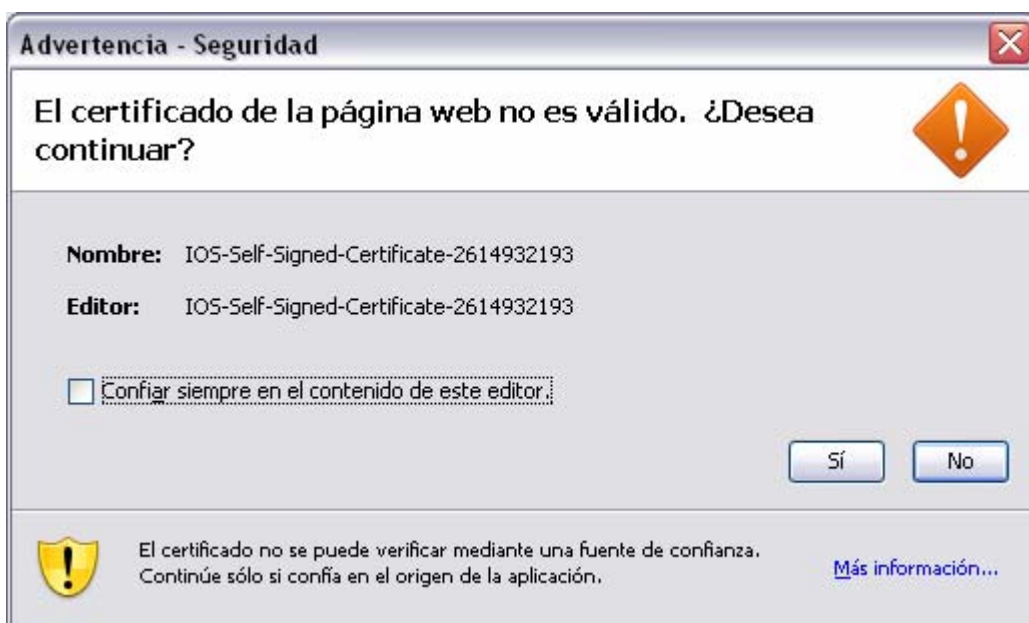 Advertencia - Seguridad
El certificado de la página web no es válido. ¿Desea
continuar?
Nombre: IOS-Self-Signed-Certificate-2614932193
Editor: IOS-Self-Signed-Certificate-2614932193
Confiar siempre en el contenido de este editor.
Sí No
El certificado no se puede verificar mediante una fuente de confianza.
Continúe sólo si confía en el origen de la aplicación.
Más información...